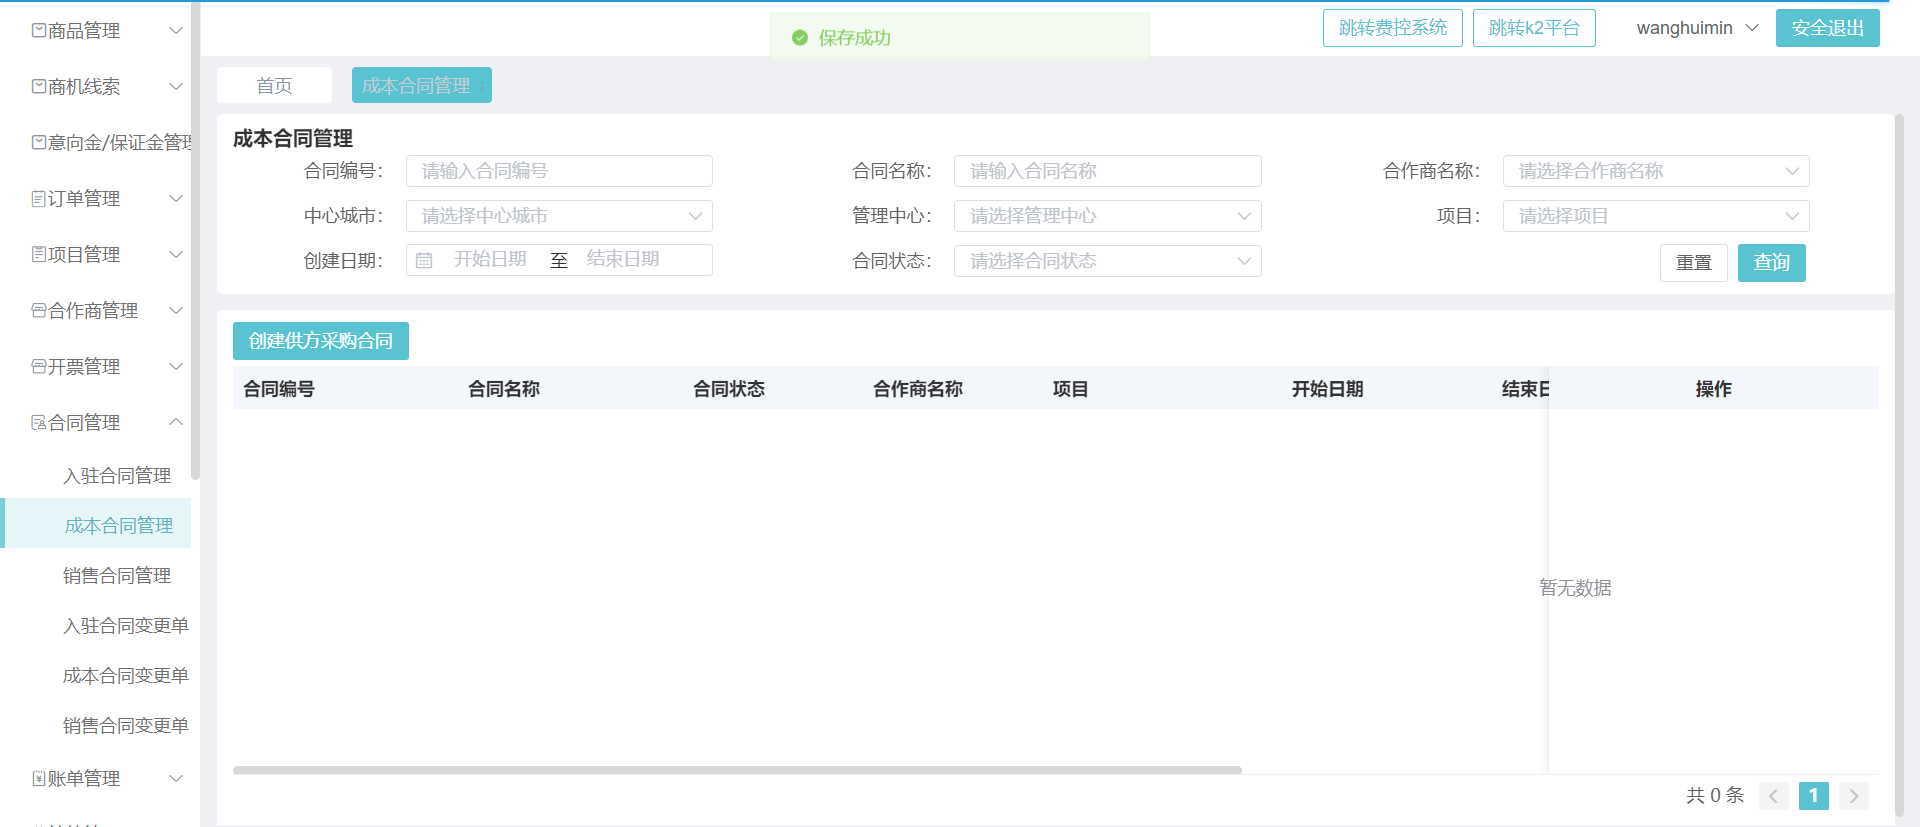 商品管理
商机线索
意向金/保证金管理
订单管理
项目管理
合作商管理
开票管理
合同管理
入驻合同管理
成本合同管理
销售合同管理
入驻合同变更单
成本合同变更单
销售合同变更单
账单管理
保存成功
跳转费控系统
跳转k2平台
wanghuimin
安全退出
首页
成本合同管理
成本合同管理
合同编号： 请输入合同编号
合同名称： 请输入合同名称
合作商名称： 请选择合作商名称
中心城市： 请选择中心城市
管理中心： 请选择管理中心
项目： 请选择项目
创建日期： 开始日期 至 结束日期
合同状态： 请选择合同状态
重置
查询
创建供方采购合同
合同编号 合同名称 合同状态 合作商名称 项目 开始日期 结束日 操作
暂无数据
共 0 条
1